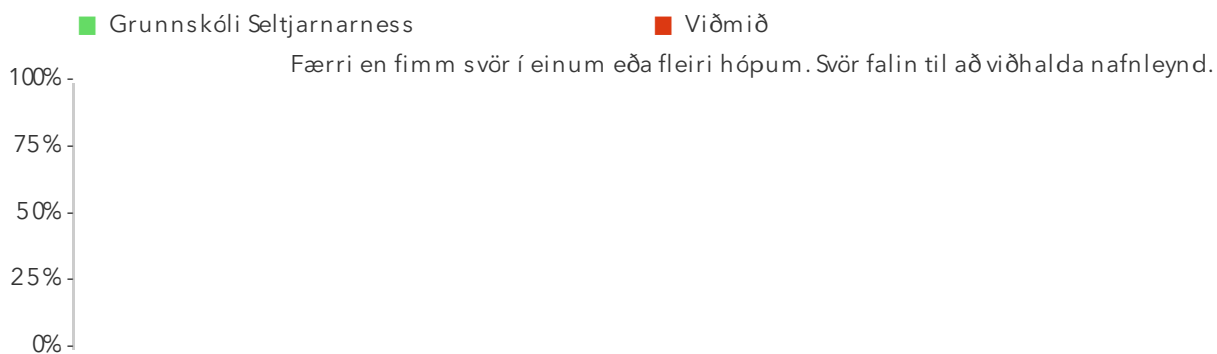 Grunnskóli Seltjarnarness
Viðmið
Færri en fimm svör í einum eða fleiri hópum. Svör falin til að viðhalda nafnleynd.
100%
75%
50%
25%
0%